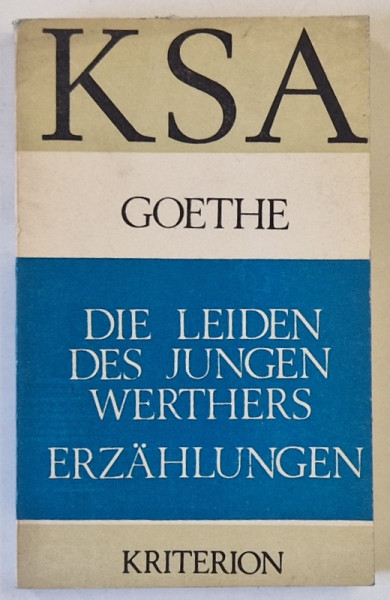 KSA
GOETHE
DIE LEIDEN
DES JUNGEN
WERTHERS
ERZÄHLUNGEN
KRITERION